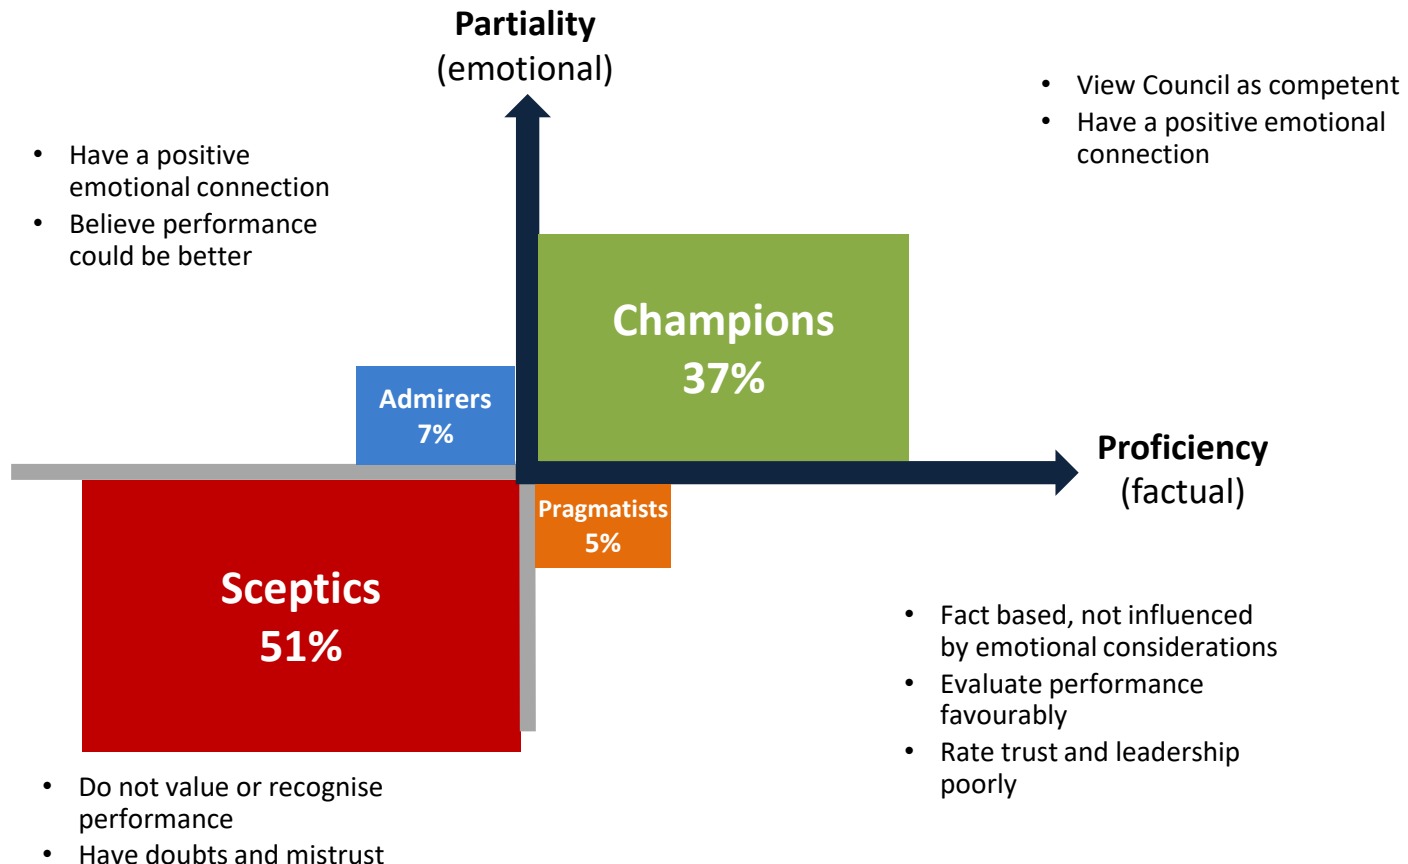 Partiality
(emotional)
• View Council as competent
• Have a positive emotional
connection
• Have a positive
emotional connection
• Believe performance
could be better
Champions
37%
Admirers
7%
Proficiency
(factual)
Pragmatists
5%
Sceptics
51%
• Fact based, not influenced
by emotional considerations
• Evaluate performance
favourably
• Rate trust and leadership
poorly
• Do not value or recognise
performance
• Have doubts and mistrust